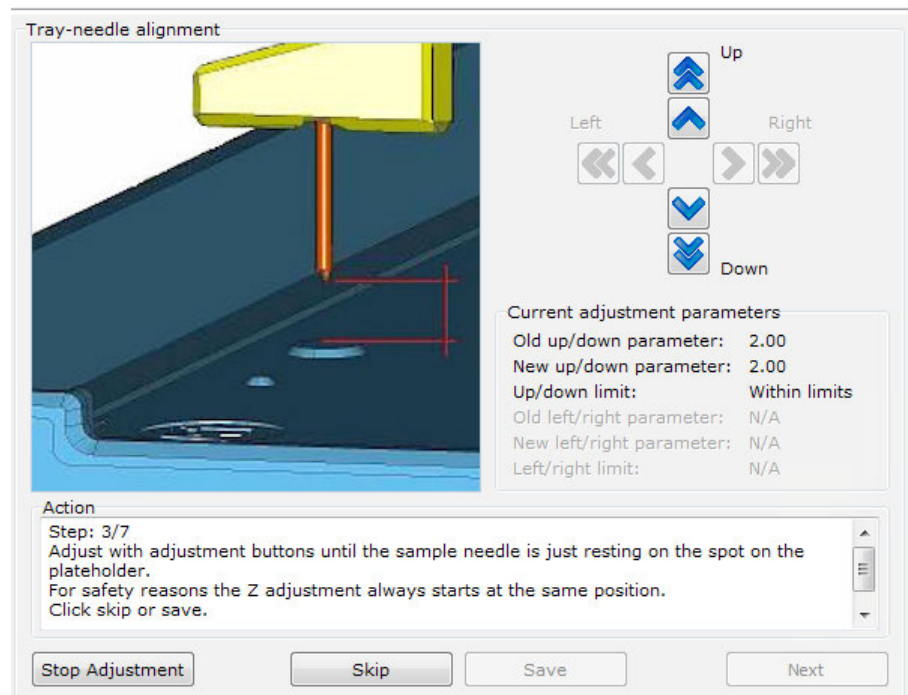 Tray-needle alignment
Up
Left
Right
Down
Current adjustment parameters
Old up/down parameter: 2.00
New up/down parameter: 2.00
Up/down limit: Within limits
Old left/right parameter: N/A
New left/right parameter: N/A
Left/right limit: N/A
Action
Step: 3/7
Adjust with adjustment buttons until the sample needle is just resting on the spot on the
plateholder.
For safety reasons the Z adjustment always starts at the same position.
Click skip or save.
Stop Adjustment
Skip
Save
Next